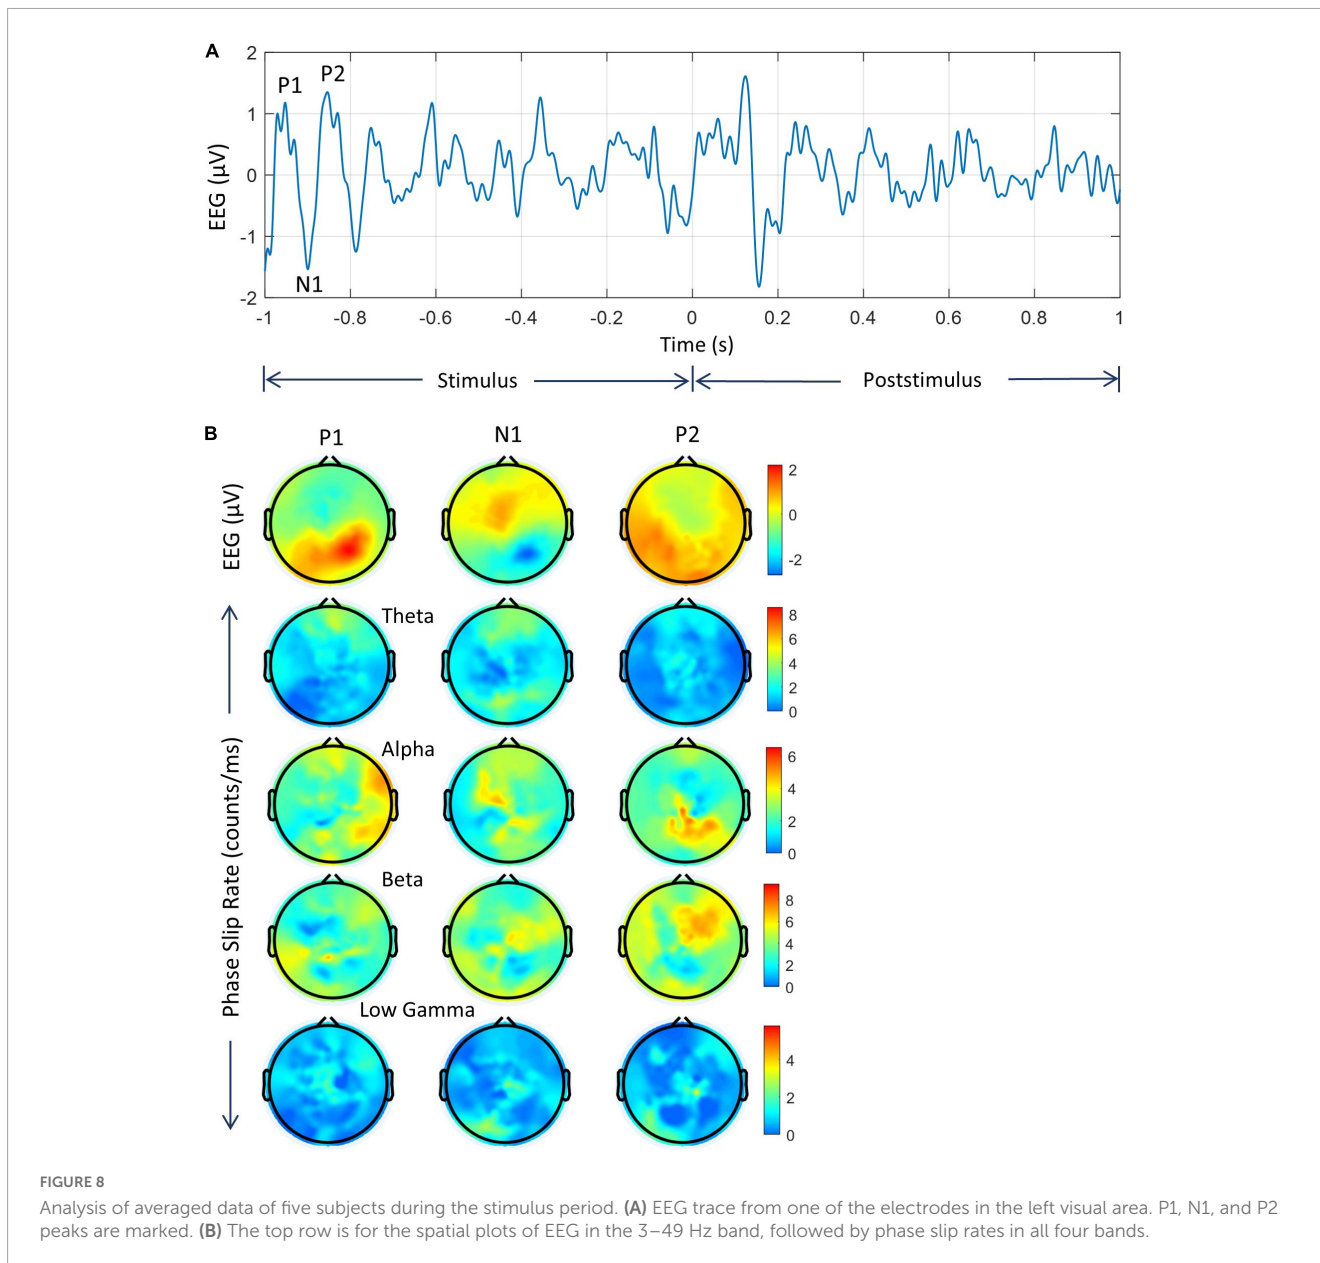 A
2
1
0
-1
-2
EEG (µV)
P1
P2
N1
-1
-0.8
-0.6
-0.4
-0.2
0
0.2
0.4
0.6
0.8
1
Time (s)
Stimulus
Poststimulus
B
P1
N1
P2
EEG (µV)
2
0
-2
Theta
8
6
4
2
0
Phase Slip Rate (counts/ms)
Alpha
6
4
2
0
Beta
8
6
4
2
0
Low Gamma
4
2
0
FIGURE 8
Analysis of averaged data of five subjects during the stimulus period. (A) EEG trace from one of the electrodes in the left visual area. P1, N1, and P2
peaks are marked. (B) The top row is for the spatial plots of EEG in the 3–49 Hz band, followed by phase slip rates in all four bands.